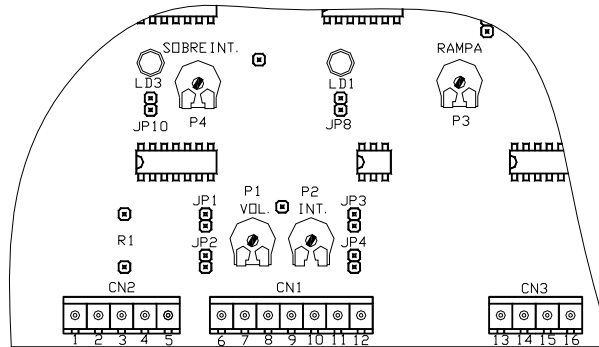 SOBREINT. RAMPA
LD3 LD1
P4 P3
JP10 JP8
P1 P2
JP1 VOL. INT. JP3
R1 JP2 JP4
CN2 CN1 CN3
1 2 3 4 5 6 7 8 9 10 11 12 13 14 15 16